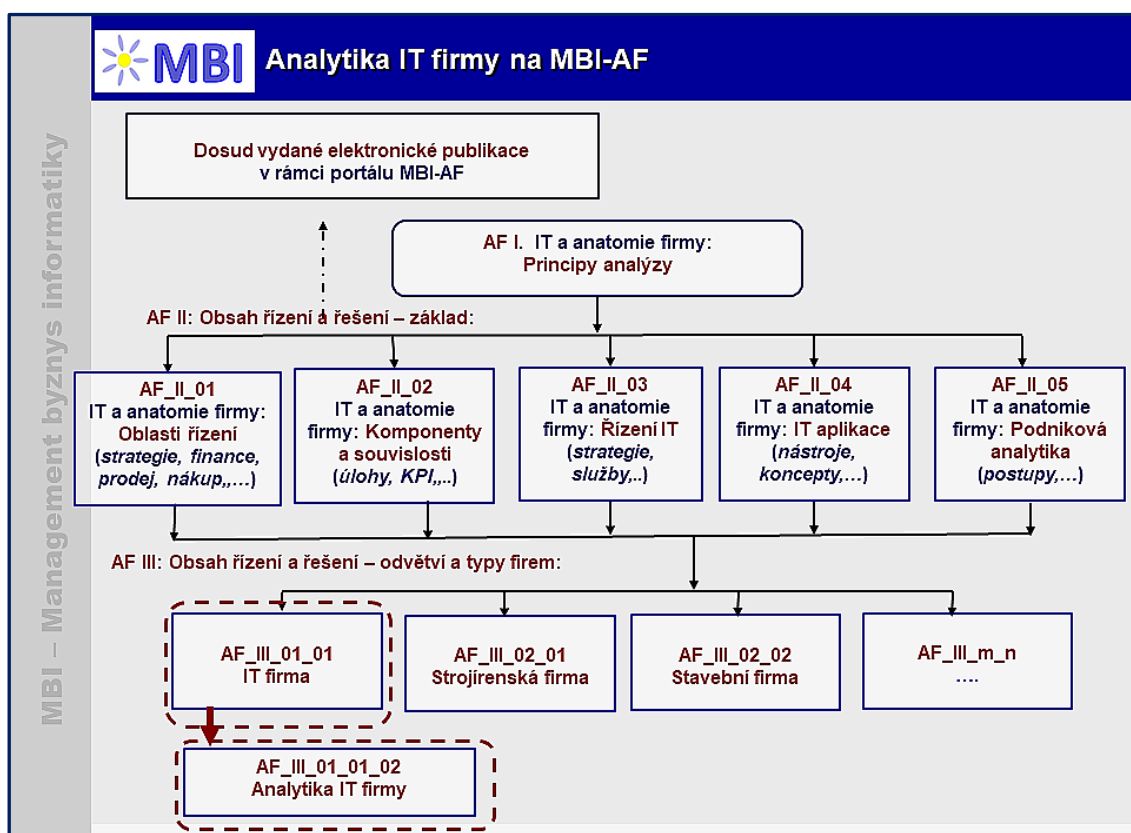 MBI
Analytika IT firmy na MBI-AF
MBI – Management byznys informatiky
Dosud vydané elektronické publikace
v rámci portálu MBI-AF
AF I. IT a anatomie firmy:
Principy analýzy
AF II: Obsah řízení a řešení – základ:
AF_II_01
IT a anatomie firmy:
Oblasti řízení
(strategie, finance,
prodej, nákup,,…)
AF_II_02
IT a anatomie
firmy: Komponenty
a souvislosti
(úlohy, KPI,,..)
AF_II_03
IT a anatomie
firmy: Řízení IT
(strategie,
služby,..)
AF_II_04
IT a anatomie
firmy: IT aplikace
(nástroje,
koncepty,…)
AF_II_05
IT a anatomie
firmy: Podniková
analytika
(postupy,…)
AF III: Obsah řízení a řešení – odvětví a typy firem:
AF_III_01_01
IT firma
AF_III_02_01
Strojírenská firma
AF_III_02_02
Stavební firma
AF_III_m_n
….
AF_III_01_01_02
Analytika IT firmy